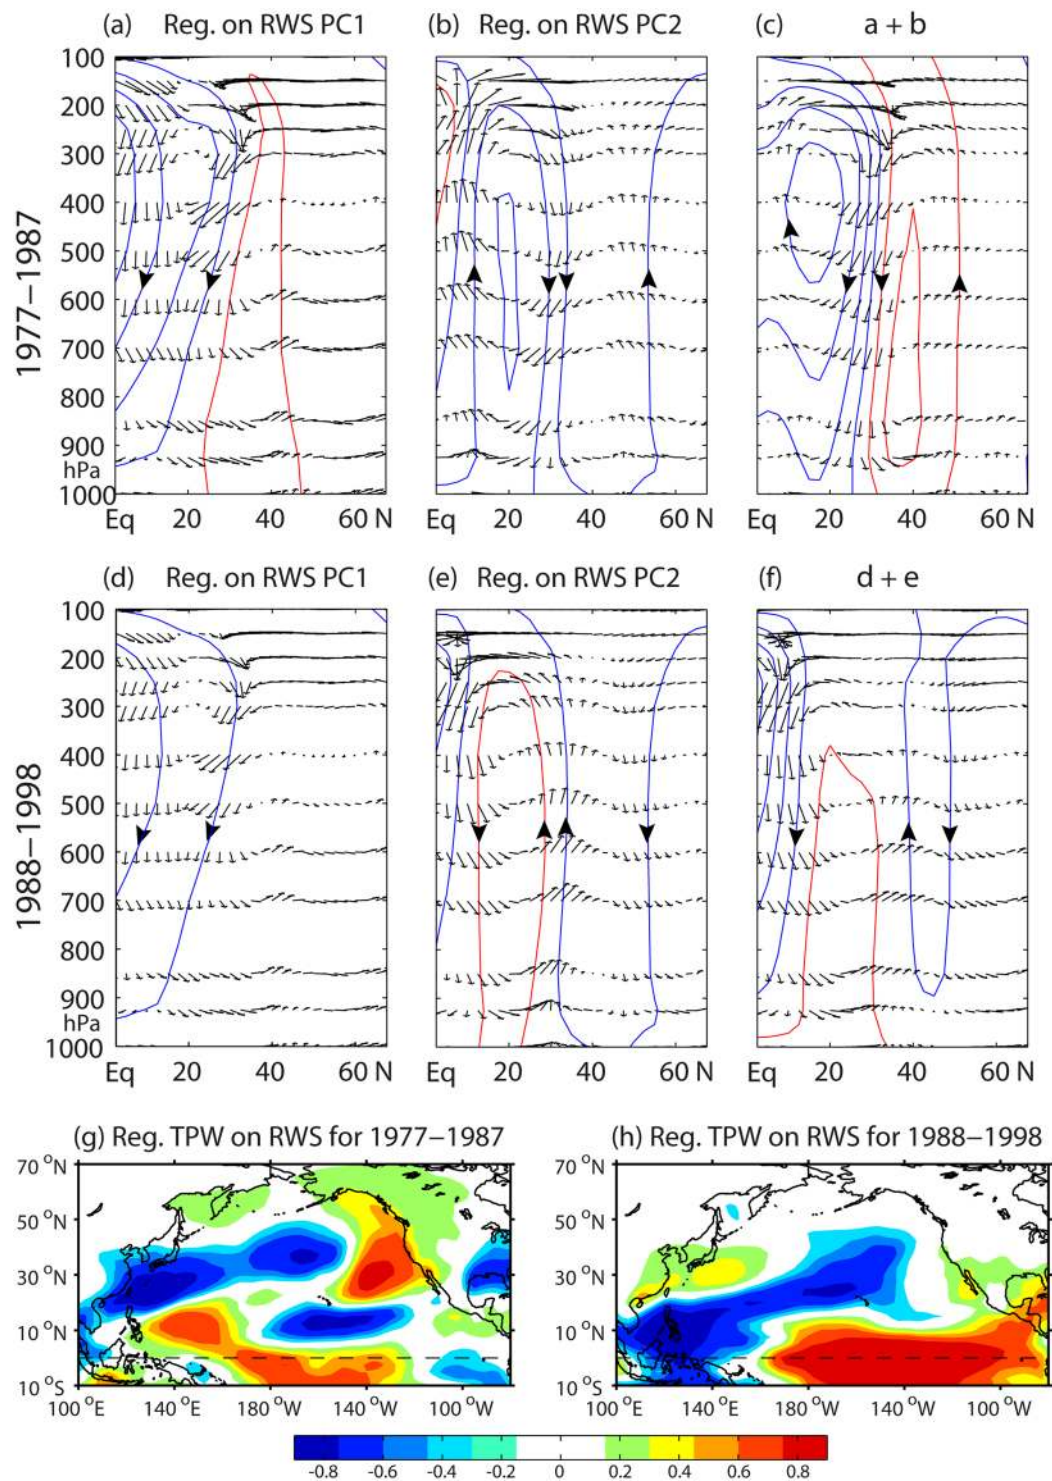 (a) Reg. on RWS PC1
(b) Reg. on RWS PC2
(c) a + b
1977–1987
100
200
300
400
500
600
700
800
900
hPa
1000
Eq 20 40 60 N
Eq 20 40 60 N
Eq 20 40 60 N
(d) Reg. on RWS PC1
(e) Reg. on RWS PC2
(f) d + e
1988–1998
100
200
300
400
500
600
700
800
900
hPa
1000
Eq 20 40 60 N
Eq 20 40 60 N
Eq 20 40 60 N
(g) Reg. TPW on RWS for 1977–1987
70 °N
50 °N
30 °N
10 °N
10 °S
100 °E 140 °E 180 °W 140 °W 100 °W
(h) Reg. TPW on RWS for 1988–1998
70 °N
50 °N
30 °N
10 °N
10 °S
100 °E 140 °E 180 °W 140 °W 100 °W
-0.8 -0.6 -0.4 -0.2 0 0.2 0.4 0.6 0.8